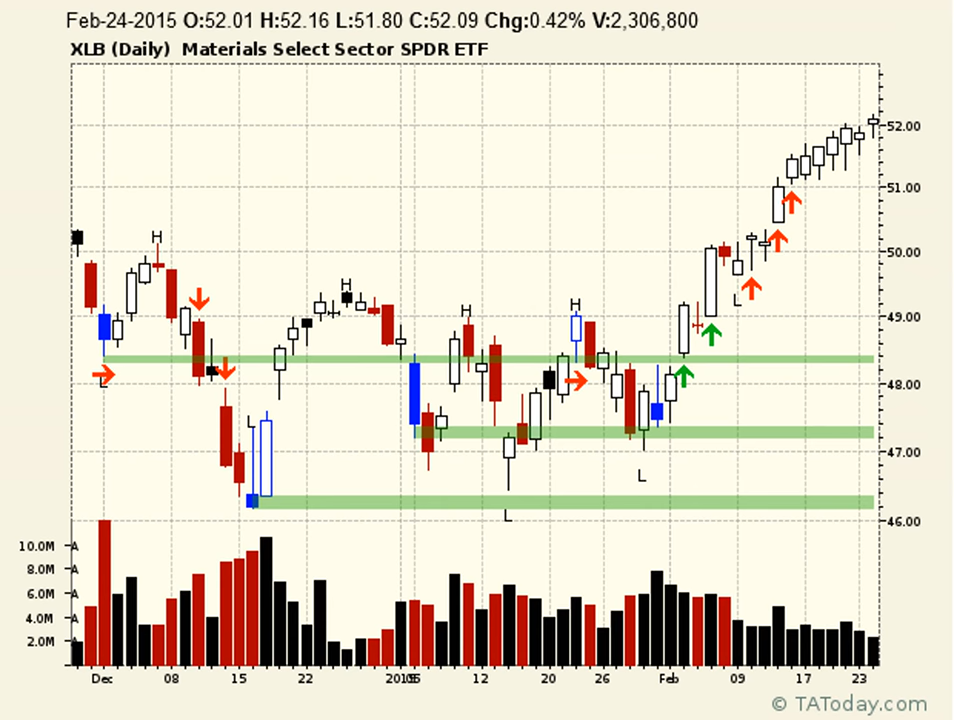 Feb-24-2015 O:52.01 H:52.16 L:51.80 C:52.09 Chg:0.42% V:2,306,800
XLB (Daily) Materials Select Sector SPDR ETF
52.00
51.00
H
50.00
H
H
H
L
49.00
48.00
L
L
47.00
L
L
46.00
10.0M A
8.0M A
6.0M A
4.0M A
2.0M A
Dec 08 15 22 2015 12 20 26 Feb 09 17 23
© TAToday.com